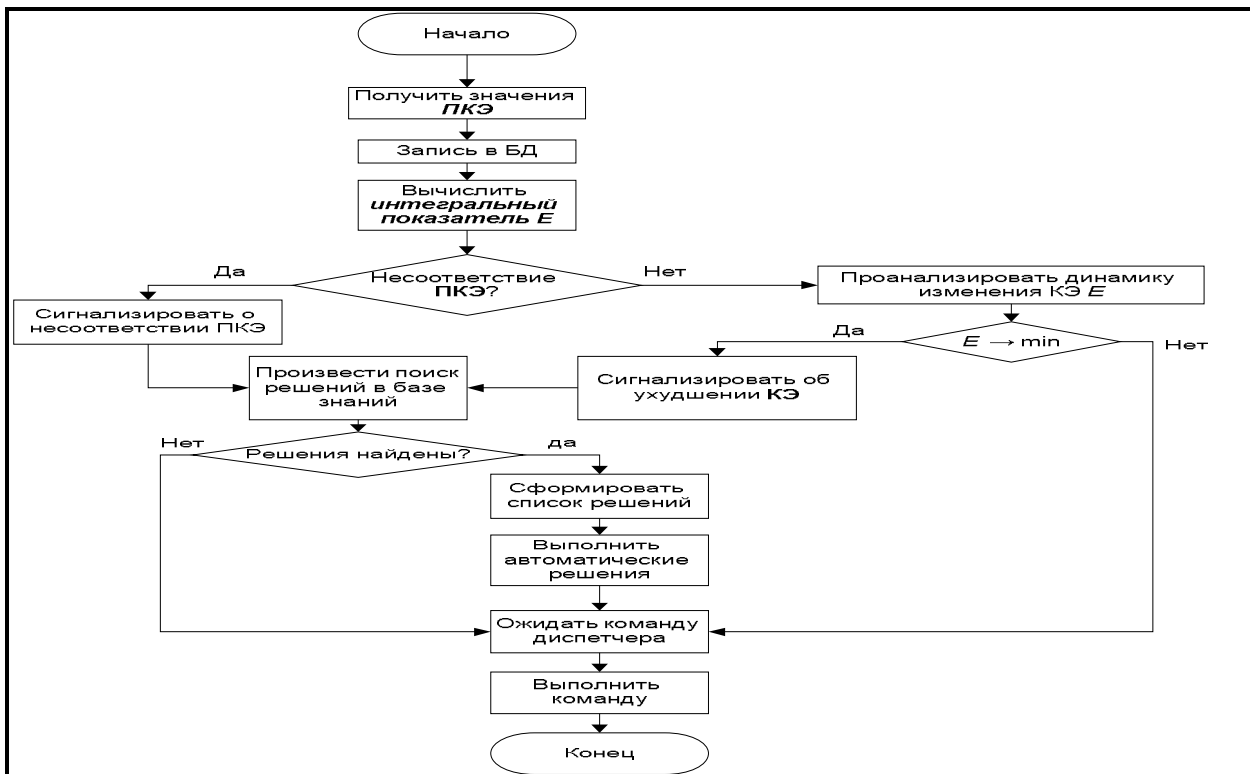 Начало
Получить значения
ПКЭ
Запись в БД
Вычислить
интегральный
показатель E
Да
Несоответствие
ПКЭ?
Нет
Проанализировать динамику
изменения КЭ E
Сигнализировать о
несоответствии ПКЭ
Да
E → min
Нет
Произвести поиск
решений в базе
знаний
Сигнализировать об
ухудшении КЭ
Нет
Решения найдены?
да
Сформировать
список решений
Выполнить
автоматические
решения
Ожидать команду
диспетчера
Выполнить
команду
Конец